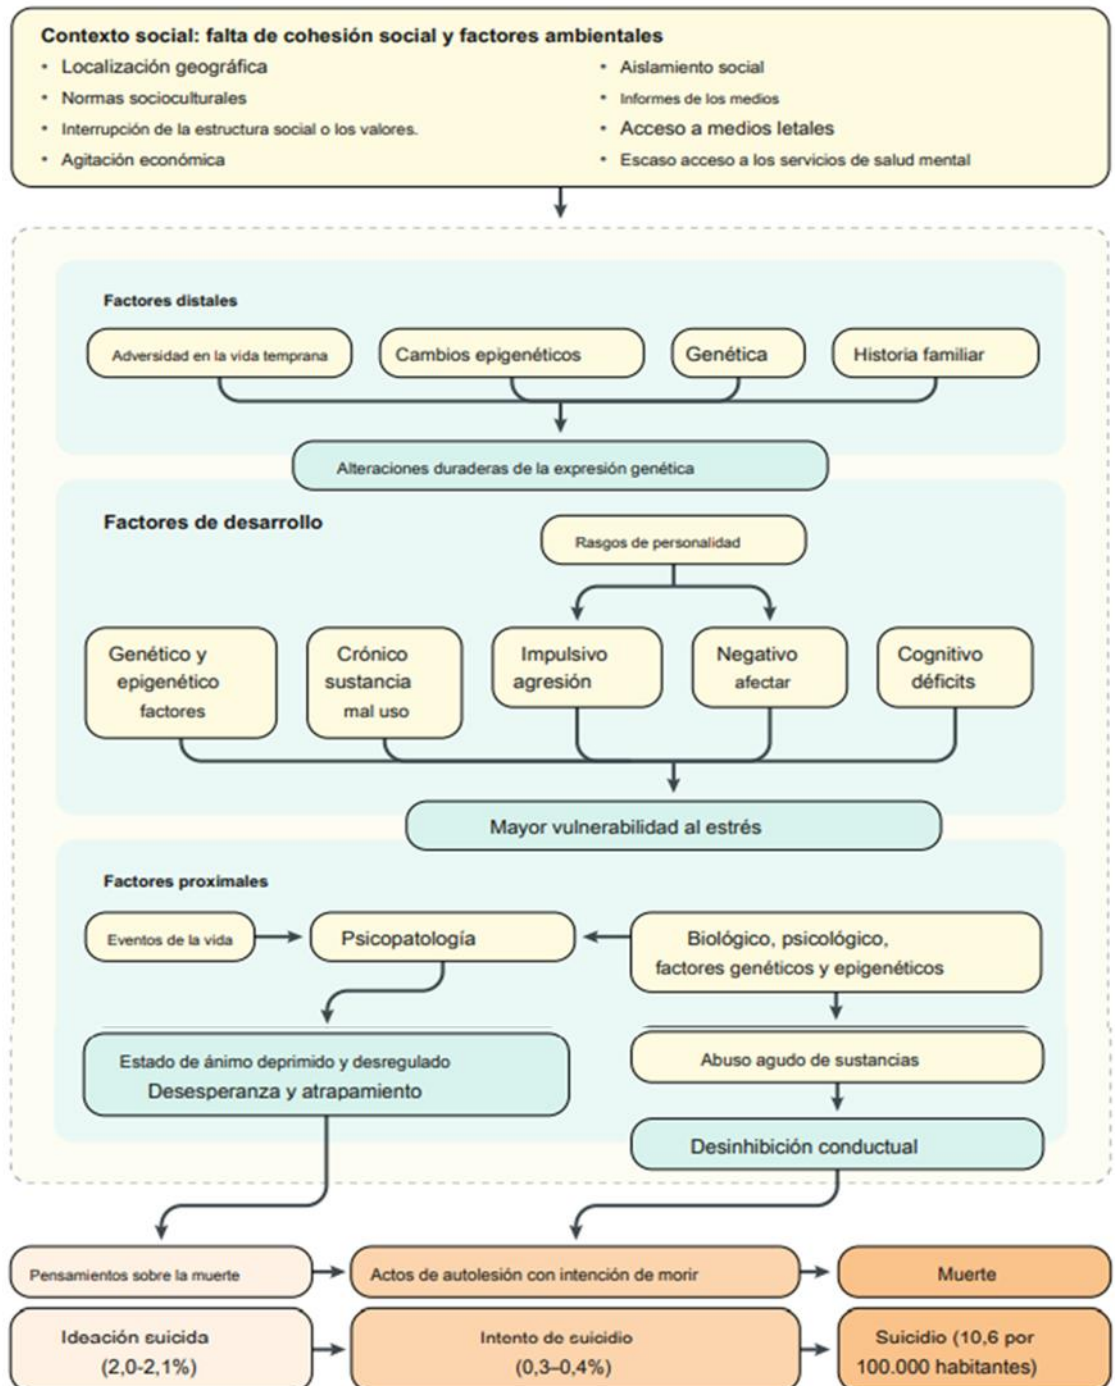 Contexto social: falta de cohesión social y factores ambientales
• Localización geográfica
• Normas socioculturales
• Interrupción de la estructura social o los valores.
• Agitación económica
• Aislamiento social
• Informes de los medios
• Acceso a medios letales
• Escaso acceso a los servicios de salud mental
Factores distales
Adversidad en la vida temprana
Cambios epigenéticos
Genética
Historia familiar
Alteraciones duraderas de la expresión genética
Factores de desarrollo
Rasgos de personalidad
Genético y
epigenético
factores
Crónico
sustancia
mal uso
Impulsivo
agresión
Negativo
afectar
Cognitivo
déficits
Mayor vulnerabilidad al estrés
Factores proximales
Eventos de la vida
Psicopatología
Biológico, psicológico,
factores genéticos y epigenéticos
Estado de ánimo deprimido y desregulado
Desesperanza y atrapamiento
Abuso agudo de sustancias
Desinhibición conductual
Pensamientos sobre la muerte
Actos de autolesión con intención de morir
Muerte
Ideación suicida
(2,0-2,1%)
Intento de suicidio
(0,3–0,4%)
Suicidio (10,6 por
100.000 habitantes)